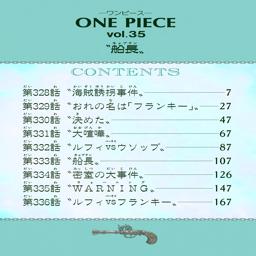 ーワンピースー
ONE PIECE
vol.35
〝船長〟
CONTENTS
第328話 〝海賊誘拐事件〟 7
第329話 〝おれの名は「フランキー」〟 27
第330話 〝決めた〟 47
第331話 〝大喧嘩〟 67
第332話 〝ルフィvsウソップ〟 87
第333話 〝船長〟 107
第334話 〝密室の大事件〟 126
第335話 〝WARNING〟 147
第336話 〝ルフィvsフランキー〟 167